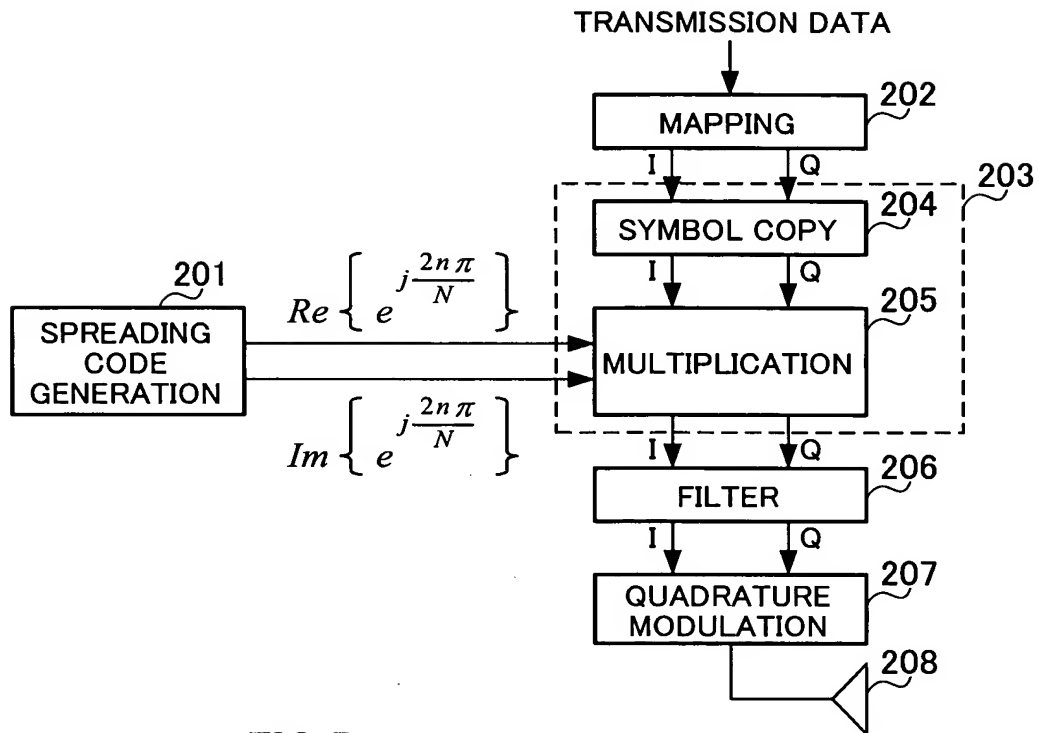 TRANSMISSION DATA
202
MAPPING
I Q
203
204
SYMBOL COPY
I Q
201
SPREADING
CODE
GENERATION
Re { e^{j 2nπ/N} }
Im { e^{j 2nπ/N} }
205
MULTIPLICATION
I Q
206
FILTER
I Q
207
QUADRATURE
MODULATION
208